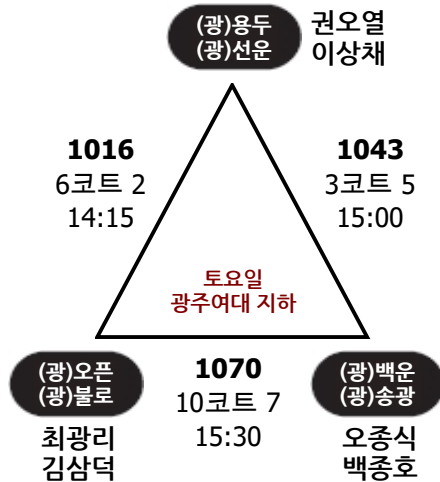 (광)용두
(광)선운
권오열
이상채
1016
6코트 2
14:15
1043
3코트 5
15:00
토요일
광주여대 지하
(광)오픈
(광)불로
최광리
김삼덕
1070
10코트 7
15:30
(광)백운
(광)송광
오종식
백종호